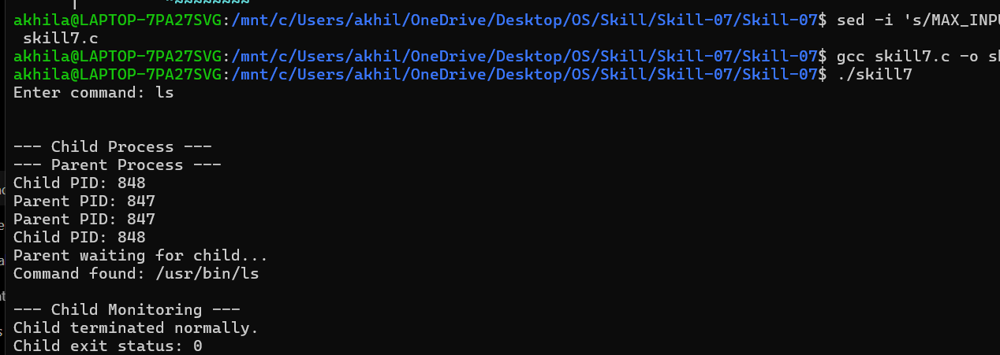 akhila@LAPTOP-7PA27SVG:/mnt/c/Users/akhil/OneDrive/Desktop/OS/Skill/Skill-07/Skill-07$ sed -i 's/MAX_INPU
skill7.c
akhila@LAPTOP-7PA27SVG:/mnt/c/Users/akhil/OneDrive/Desktop/OS/Skill/Skill-07/Skill-07$ gcc skill7.c -o sk
akhila@LAPTOP-7PA27SVG:/mnt/c/Users/akhil/OneDrive/Desktop/OS/Skill/Skill-07/Skill-07$ ./skill7
Enter command: ls
--- Child Process ---
--- Parent Process ---
Child PID: 848
Parent PID: 847
Parent PID: 847
Child PID: 848
Parent waiting for child...
Command found: /usr/bin/ls
--- Child Monitoring ---
Child terminated normally.
Child exit status: 0